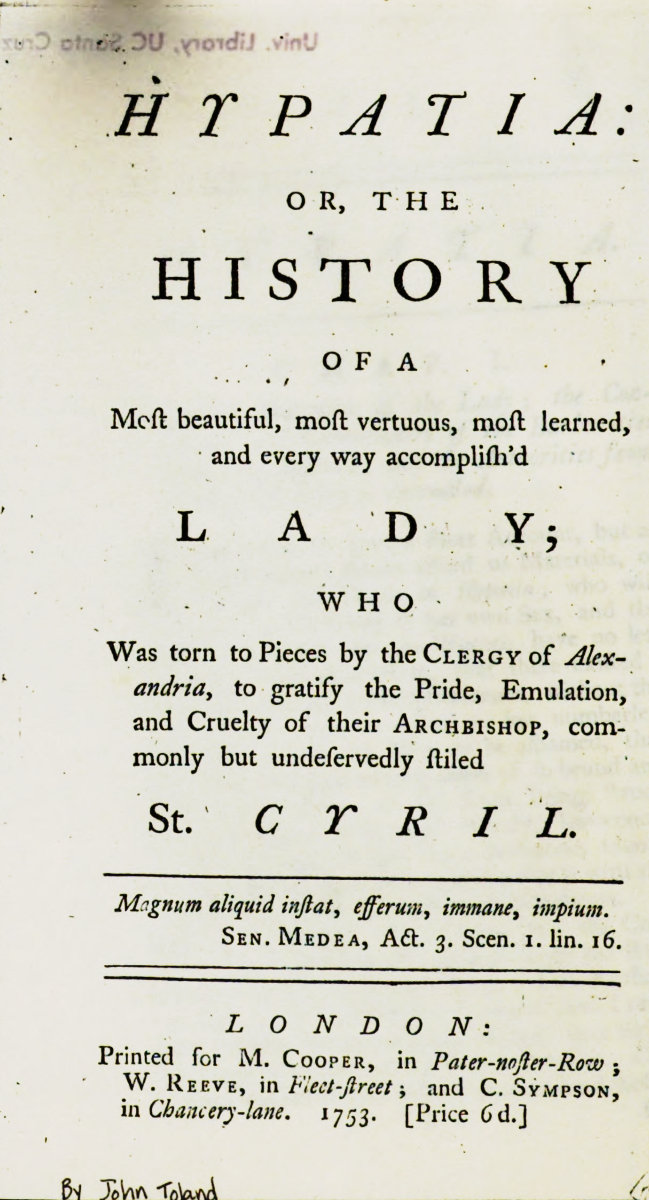 Univ. Library, UC Santa Cruz
HYPATIA:
OR, THE
HISTORY
OF A
Moſt beautiful, moſt vertuous, moſt learned,
and every way accompliſh'd
LADY;
WHO
Was torn to Pieces by the CLERGY of Alex-
andria, to gratify the Pride, Emulation,
and Cruelty of their ARCHBISHOP, com-
monly but undeſervedly ſtiled
St. CYRIL.
Magnum aliquid inſtat, efferum, immane, impium.
SEN. MEDEA, Act. 3. Scen. 1. lin. 16.
LONDON:
Printed for M. COOPER, in Pater-noſter-Row;
W. REEVE, in Fleet-ſtreet; and C. SYMPSON,
in Chancery-lane. 1753. [Price 6d.]
By John Toland